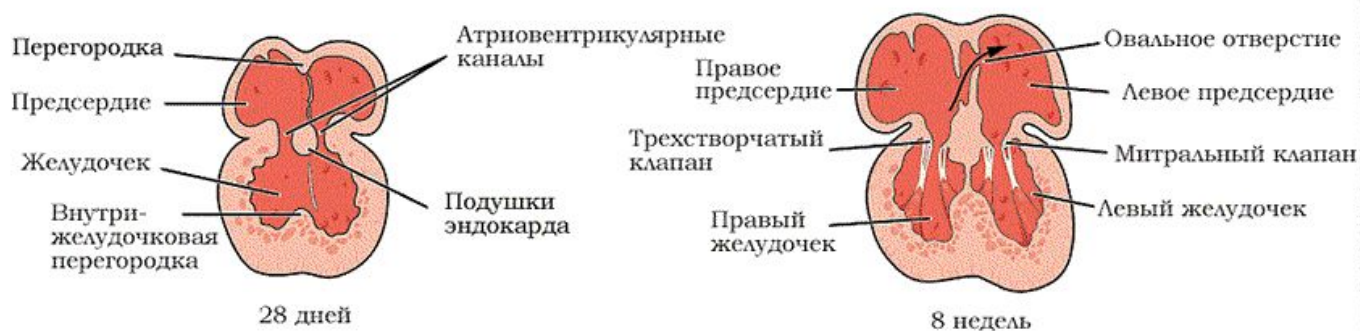 Перегородка
Предсердие
Желудочек
Внутри-
желудочковая
перегородка
Атриовентрикулярные
каналы
Подушки
эндокарда
28 дней
Правое
предсердие
Трехстворчатый
клапан
Правый
желудочек
Овальное отверстие
Левое предсердие
Митральный клапан
Левый желудочек
8 недель